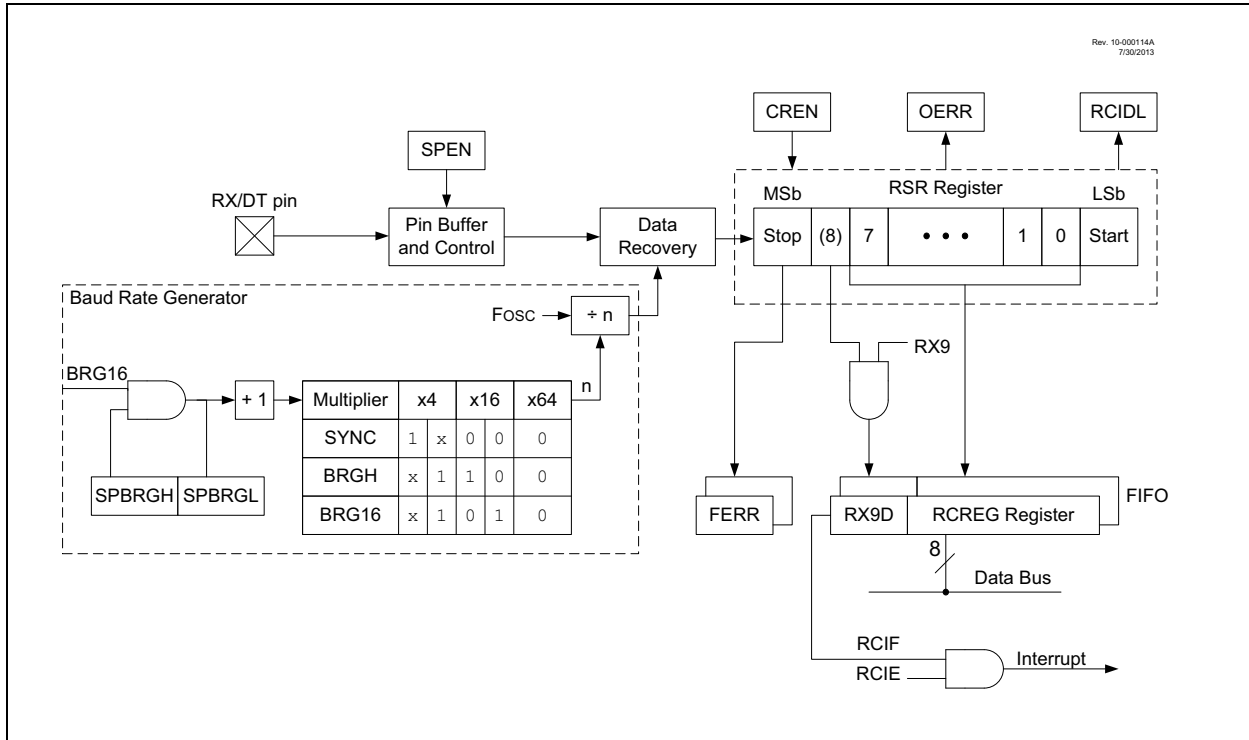 Rev. 10-000114A
7/30/2013
CREN
OERR
RCIDL
SPEN
RSR Register
MSb
LSb
RX/DT pin
Pin Buffer
and Control
Data
Recovery
Stop (8) 7 • • • 1 0 Start
Baud Rate Generator
FOSC
÷ n
RX9
BRG16
n
+ 1
Multiplier x4 x16 x64
SYNC 1 x 0 0 0
BRGH x 1 1 0 0
BRG16 x 1 0 1 0
SPBRGH SPBRGL
FERR
RX9D
RCREG Register
FIFO
8
Data Bus
RCIF
RCIE
Interrupt